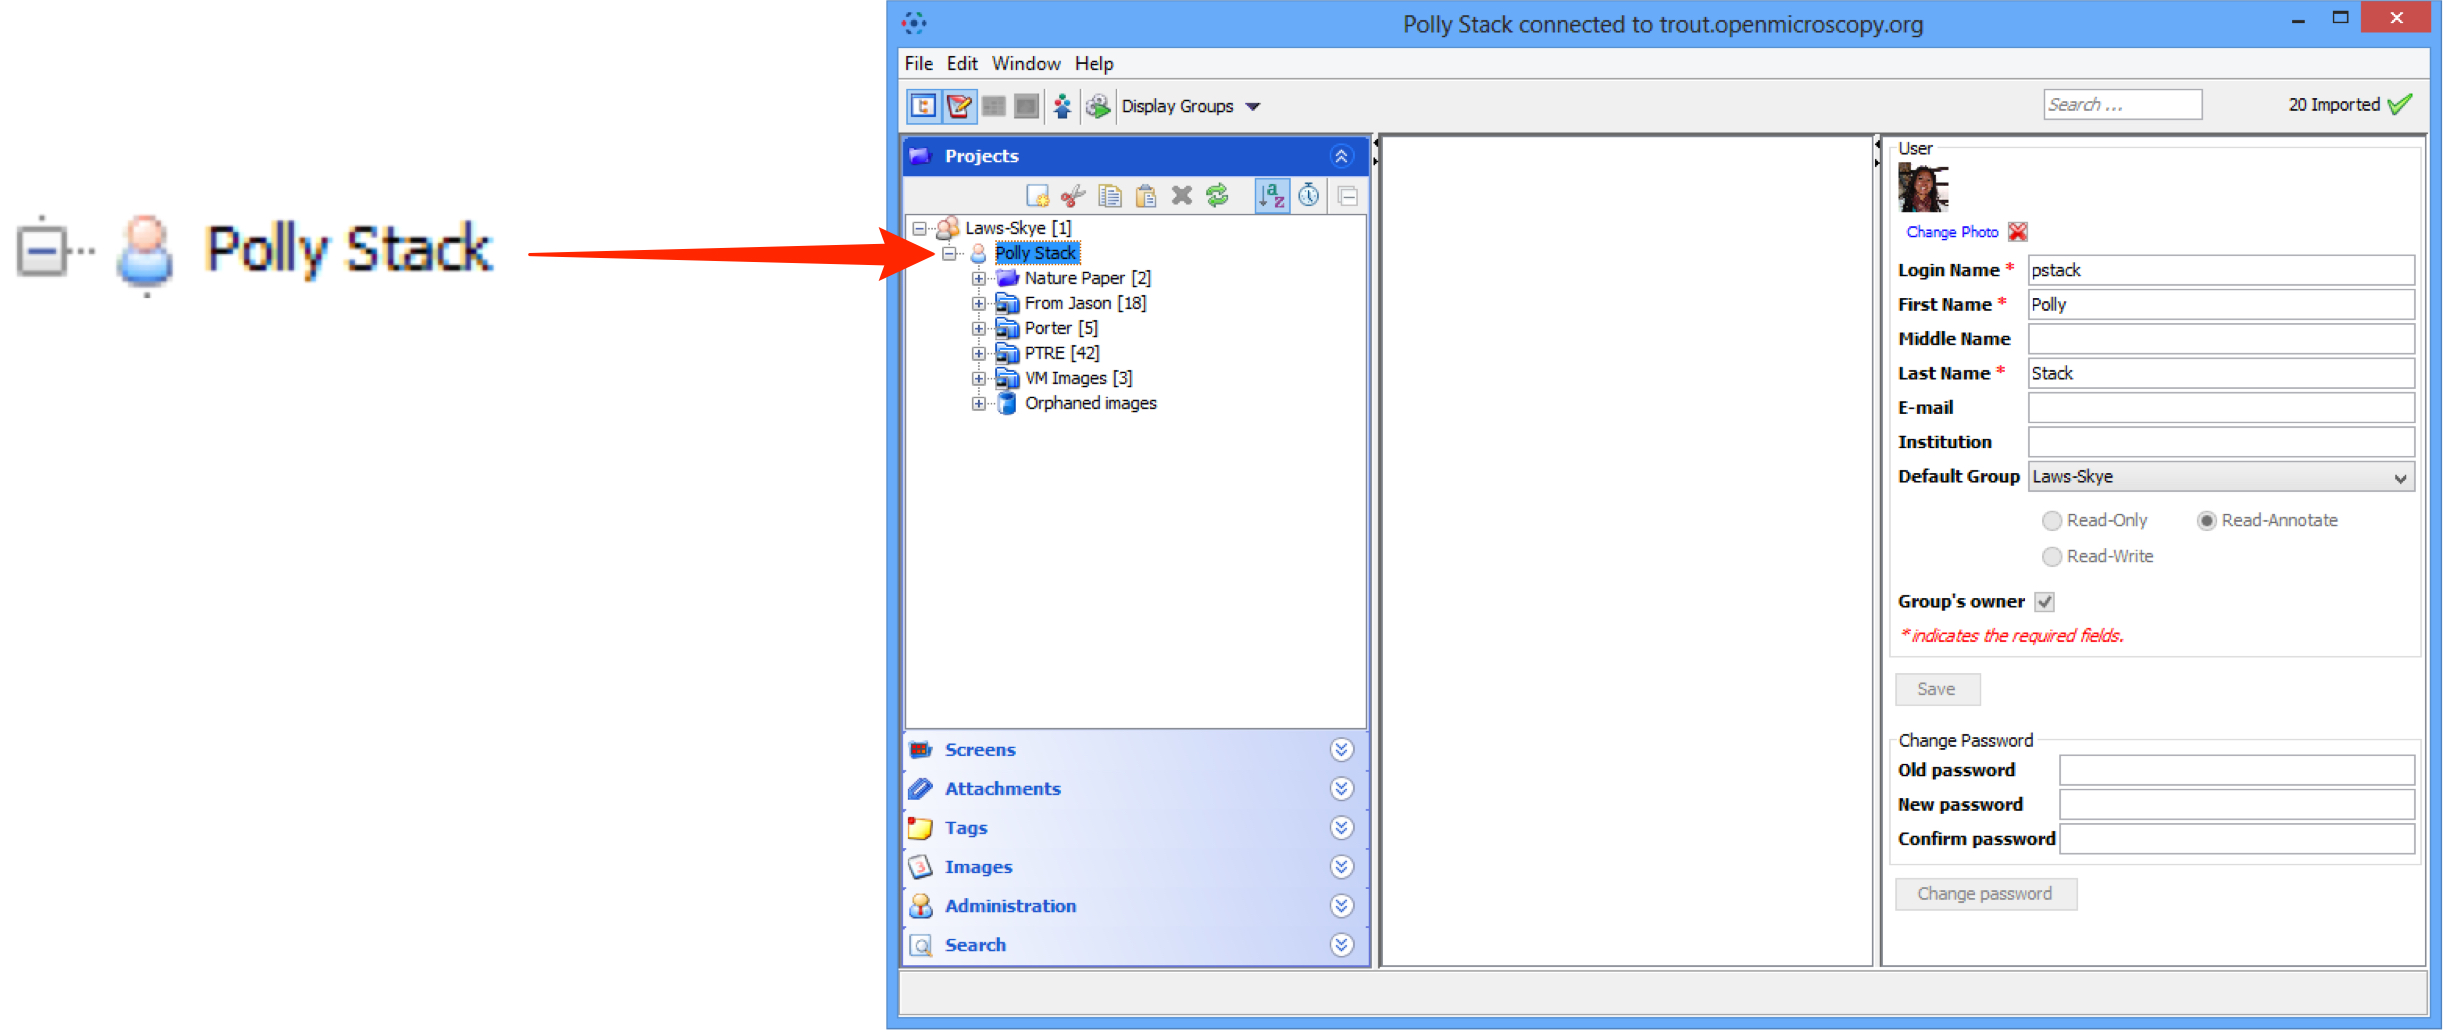 Polly Stack
Polly Stack connected to trout.openmicroscopy.org
File Edit Window Help
Display Groups
Search ...
20 Imported
Projects
Laws-Skye [1]
Polly Stack
Nature Paper [2]
From Jason [18]
Porter [5]
PTRE [42]
VM Images [3]
Orphaned images
Screens
Attachments
Tags
Images
Administration
Search
User
Change Photo
Login Name * pstack
First Name * Polly
Middle Name
Last Name * Stack
E-mail
Institution
Default Group Laws-Skye
Read-Only Read-Annotate
Read-Write
Group's owner
* indicates the required fields.
Save
Change Password
Old password
New password
Confirm password
Change password